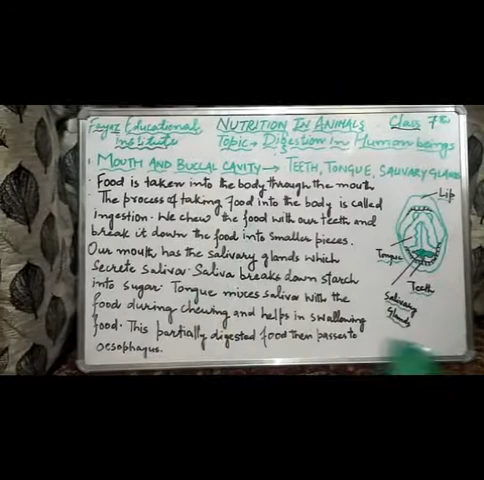 Feyaz Educational Institute
NUTRITION IN ANIMALS
Class 7th
Topic → Digestion in Human beings
MOUTH AND BUCCAL CAVITY → TEETH, TONGUE, SALIVARY GLANDS
Food is taken into the body through the mouth
The process of taking food into the body is called
ingestion. We chew the food with our teeth and
break it down the food into smaller pieces.
Our mouth has the salivary glands which
Secrete saliva. Saliva breaks down starch
into sugar. Tongue mixes saliva with the
food during chewing and helps in swallowing
food. This partially digested food then passes to
oesophagus.
Lip
Tongue
Teeth
Salivary
Glands